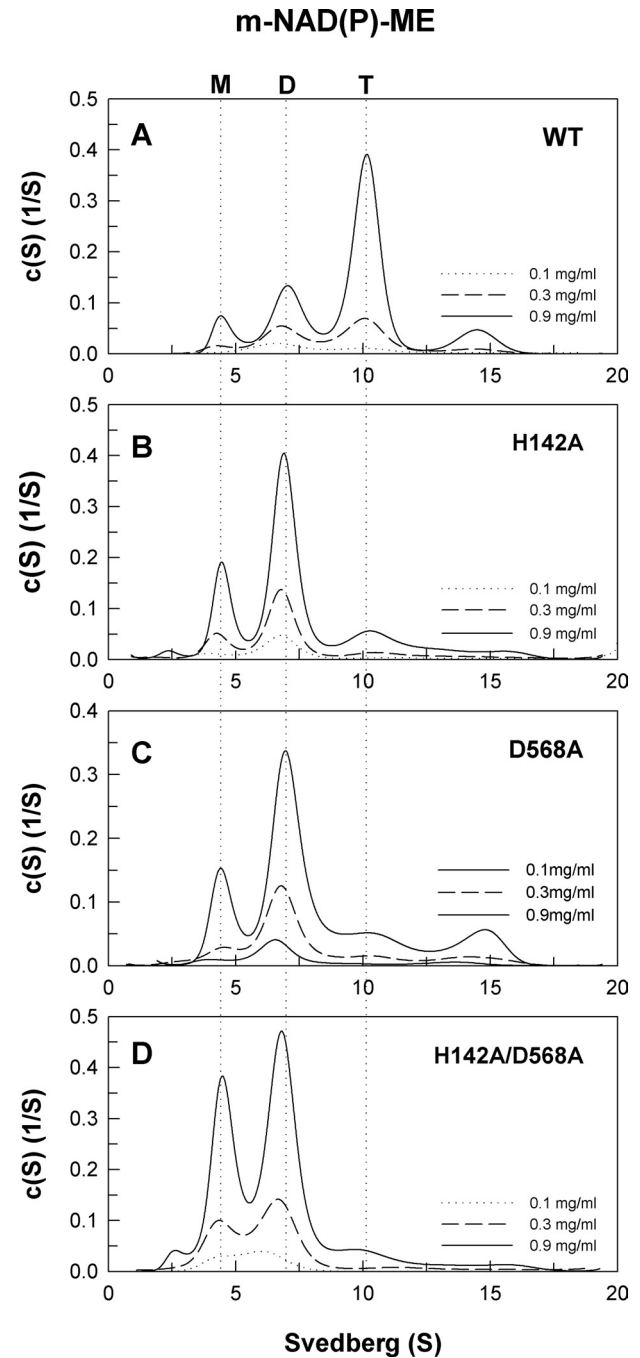 m-NAD(P)-ME
M D T
A
WT
c(S) (1/S)
0.5
0.4
0.3
0.2
0.1
0.0
0.1 mg/ml
0.3 mg/ml
0.9 mg/ml
0 5 10 15 20
B
H142A
c(S) (1/S)
0.5
0.4
0.3
0.2
0.1
0.0
0.1 mg/ml
0.3 mg/ml
0.9 mg/ml
0 5 10 15 20
C
D568A
c(S) (1/S)
0.4
0.3
0.2
0.1
0.0
0.1mg/ml
0.3mg/ml
0.9mg/ml
0 5 10 15 20
D
H142A/D568A
c(S) (1/S)
0.5
0.4
0.3
0.2
0.1
0.0
0.1 mg/ml
0.3 mg/ml
0.9 mg/ml
0 5 10 15 20
Svedberg (S)